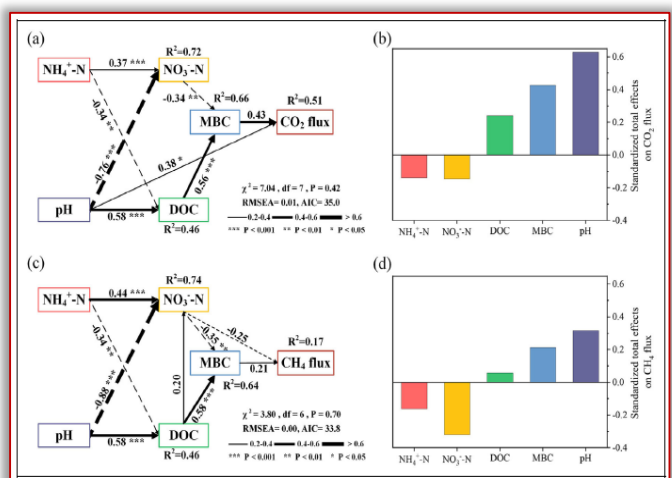 (a)
NH₄⁺-N
0.37 ***
R²=0.72
NO₃⁻-N
-0.34 **
-0.34 **
R²=0.66
MBC
0.43
R²=0.51
CO₂ flux
-0.76 ***
0.38 *
0.56 ***
pH
0.58 ***
DOC
R²=0.46
χ² = 7.04 , df = 7 , P = 0.42
RMSEA= 0.01, AIC= 35.0
0.2-0.4 0.4-0.6 > 0.6
*** P < 0.001 ** P < 0.01 * P < 0.05
(b)
0.6
0.4
0.2
0.0
-0.2
-0.4
Standardized total effects
on CO₂ flux
NH₄⁺-N NO₃⁻-N DOC MBC pH
(c)
NH₄⁺-N
0.44 ***
R²=0.74
NO₃⁻-N
-0.34 **
-0.35 **
-0.25
MBC
0.21
R²=0.64
R²=0.17
CH₄ flux
-0.88 ***
0.20
0.58 ***
pH
0.58 ***
DOC
R²=0.46
χ² = 3.80 , df = 6 , P = 0.70
RMSEA= 0.00, AIC= 33.8
0.2-0.4 0.4-0.6 > 0.6
*** P < 0.001 ** P < 0.01 * P < 0.05
(d)
0.6
0.4
0.2
0.0
-0.2
-0.4
Standardized total effects
on CH₄ flux
NH₄⁺-N NO₃⁻-N DOC MBC pH